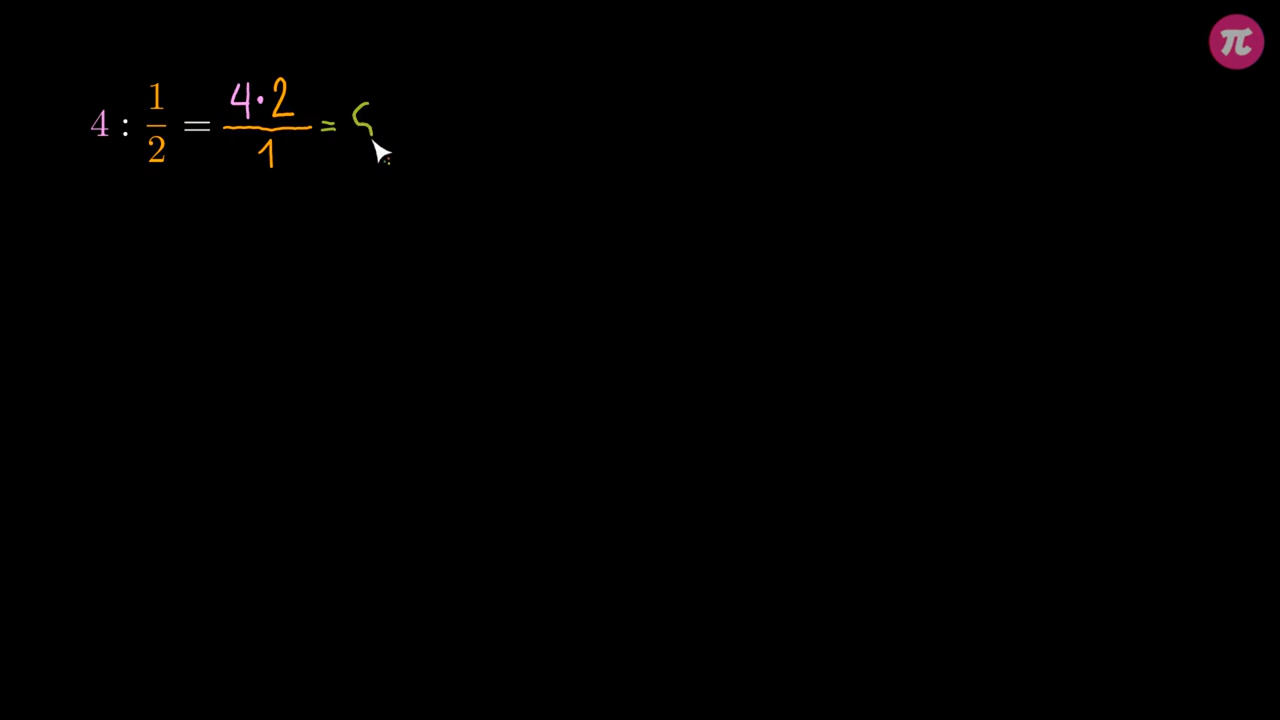 4 : 1/2 = 4·2/1 =
π